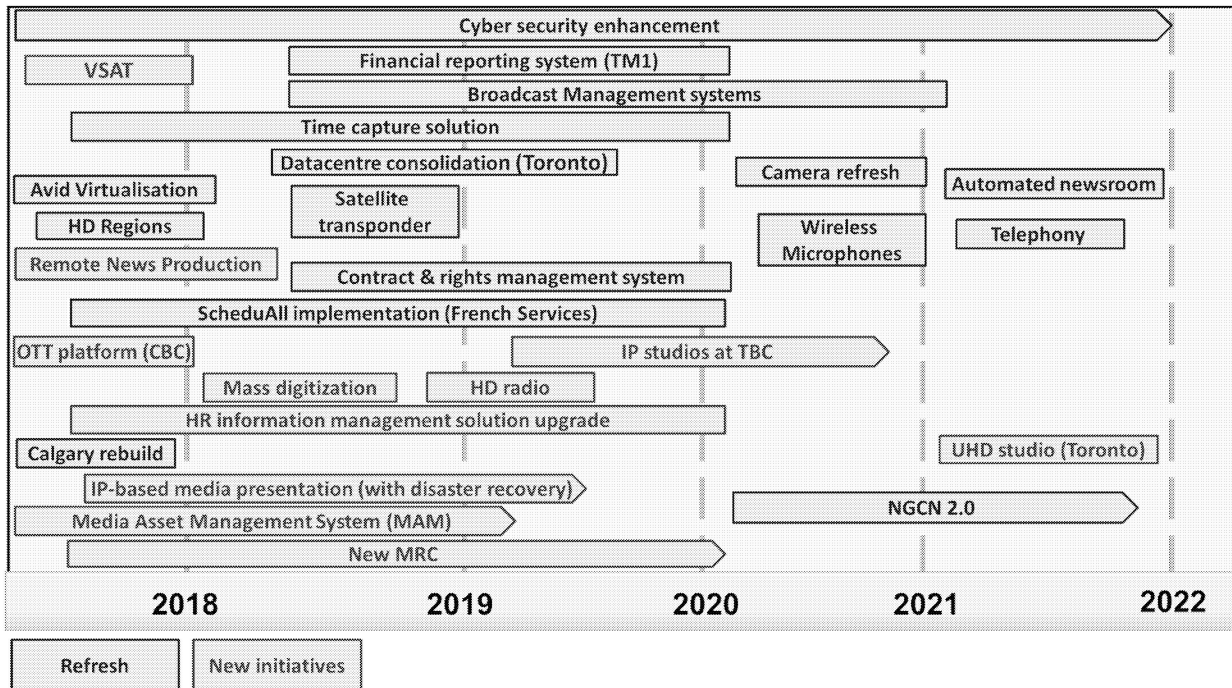 Cyber security enhancement
VSAT
Financial reporting system (TM1)
Broadcast Management systems
Time capture solution
Datacentre consolidation (Toronto)
Camera refresh
Avid Virtualisation
Automated newsroom
Satellite
transponder
HD Regions
Wireless
Microphones
Telephony
Remote News Production
Contract & rights management system
ScheduAll implementation (French Services)
OTT platform (CBC)
IP studios at TBC
Mass digitization
HD radio
HR information management solution upgrade
Calgary rebuild
UHD studio (Toronto)
IP-based media presentation (with disaster recovery)
NGCN 2.0
Media Asset Management System (MAM)
New MRC
2018 2019 2020 2021 2022
Refresh
New initiatives